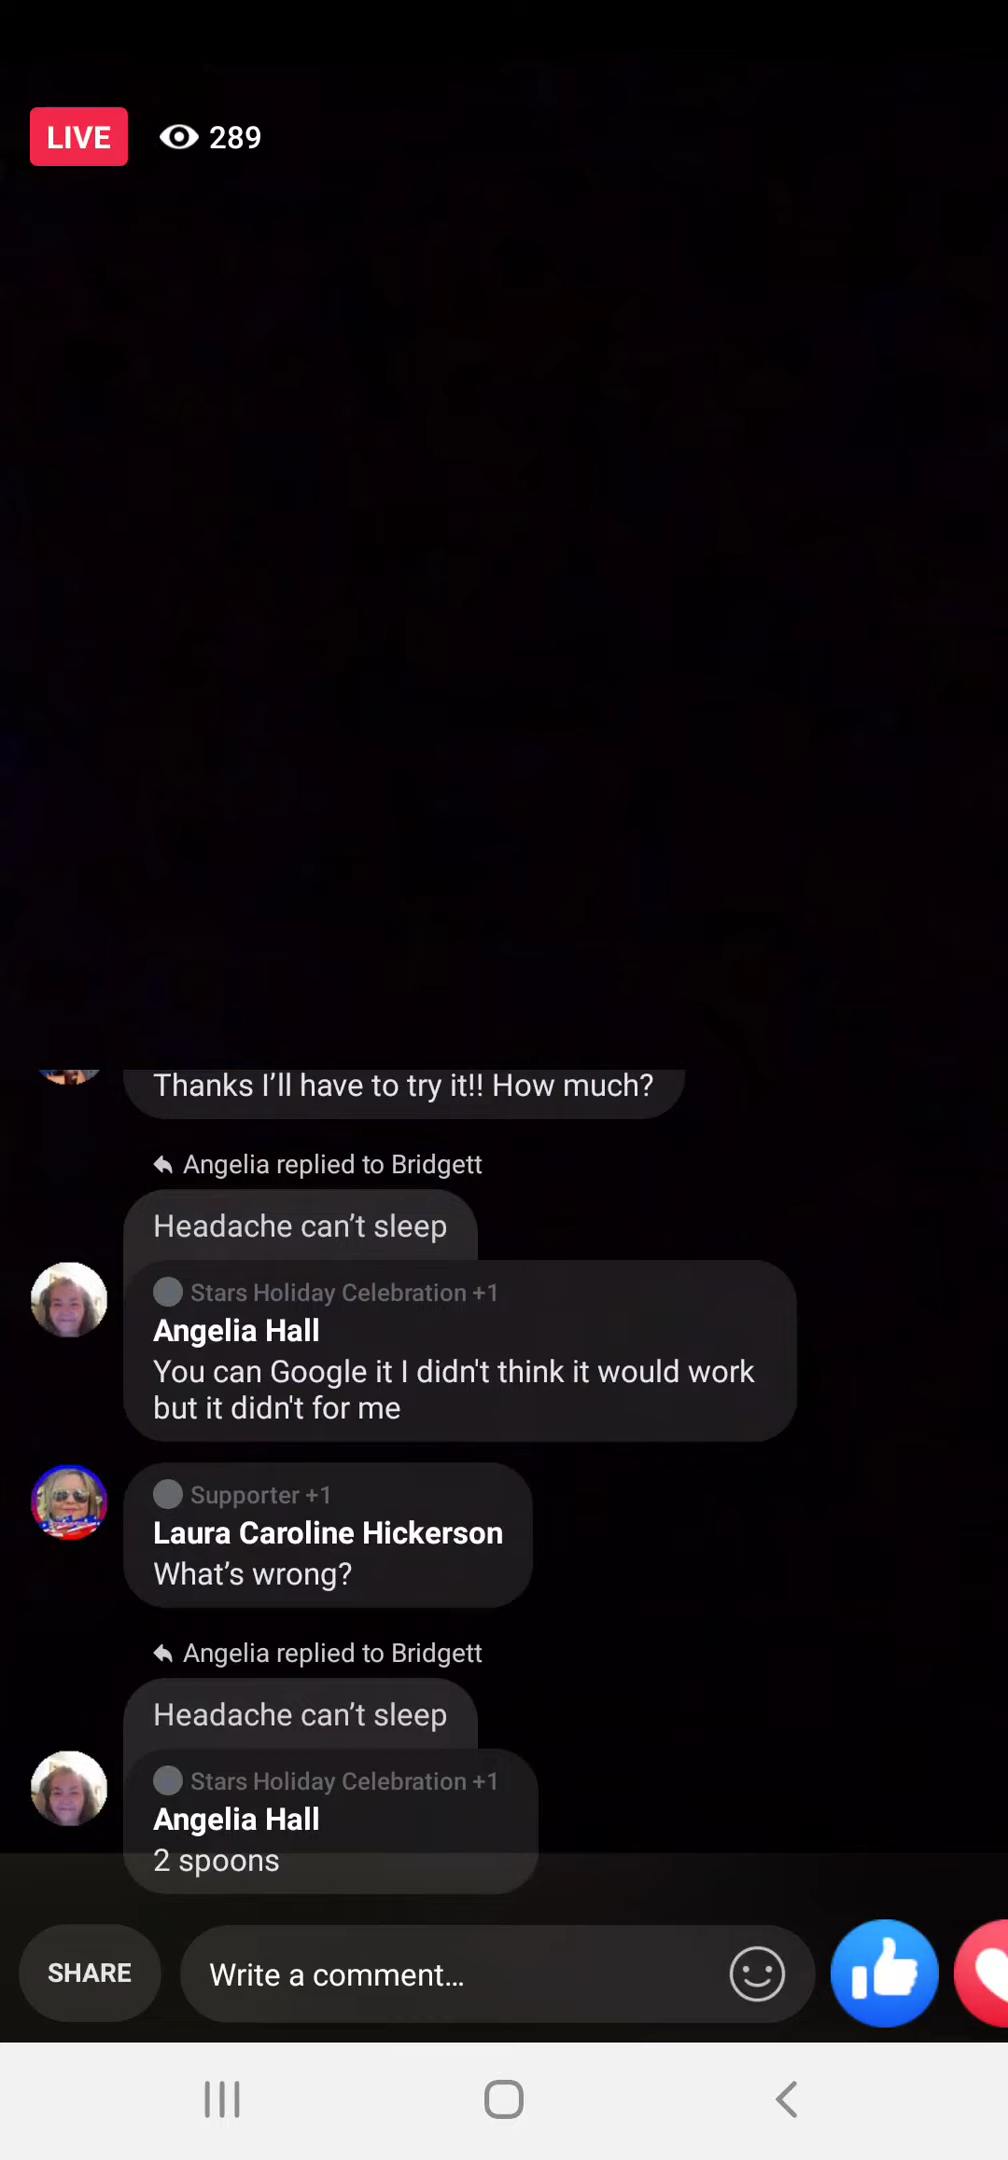 LIVE 289
Thanks I’ll have to try it!! How much?
Angelia replied to Bridgett
Headache can’t sleep
Stars Holiday Celebration +1
Angelia Hall
You can Google it I didn't think it would work
but it didn't for me
Supporter +1
Laura Caroline Hickerson
What’s wrong?
Angelia replied to Bridgett
Headache can’t sleep
Stars Holiday Celebration +1
Angelia Hall
2 spoons
SHARE Write a comment...